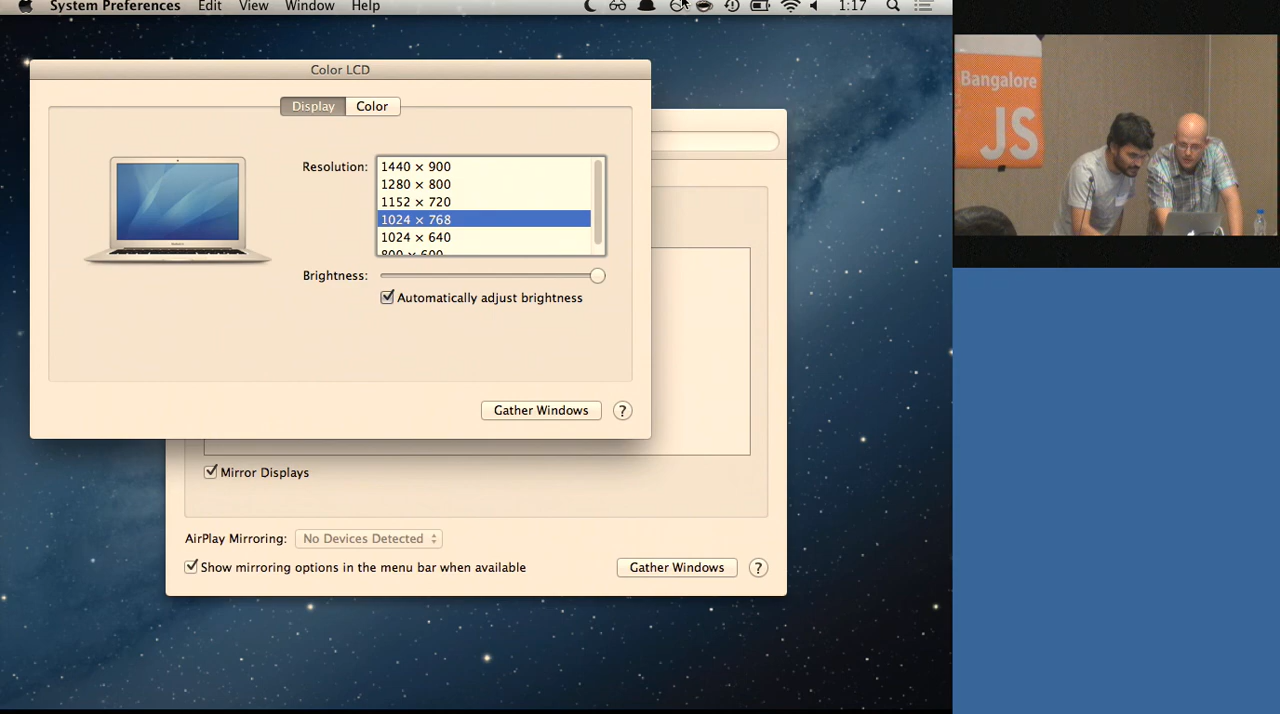 System Preferences Edit View Window Help 1:17
Color LCD
Display Color
Resolution: 1440 × 900
1280 × 800
1152 × 720
1024 × 768
1024 × 640
800 × 600
Brightness:
Automatically adjust brightness
Gather Windows ?
Mirror Displays
AirPlay Mirroring: No Devices Detected
Show mirroring options in the menu bar when available Gather Windows ?
Bangalore
JS